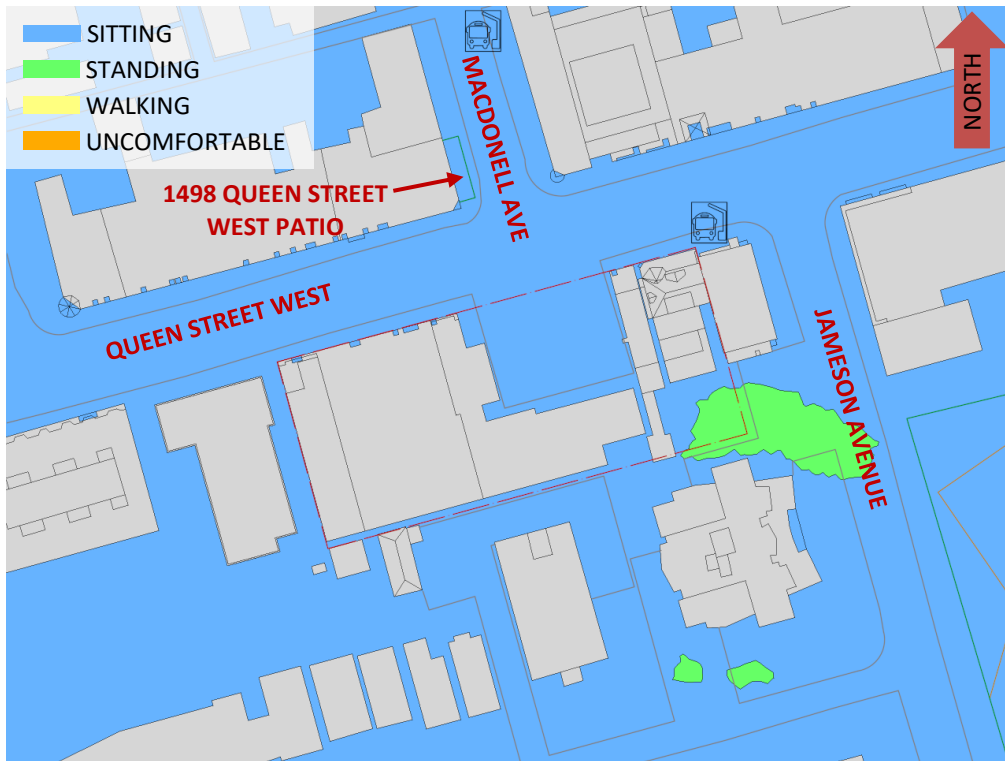 SITTING
STANDING
WALKING
UNCOMFORTABLE
NORTH
MACDONELL AVE
1498 QUEEN STREET
WEST PATIO
QUEEN STREET WEST
JAMESON AVENUE